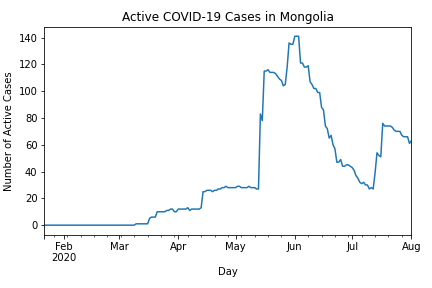 Active COVID-19 Cases in Mongolia
Number of Active Cases
140
120
100
80
60
40
20
0
Feb Mar Apr May Jun Jul Aug
2020
Day